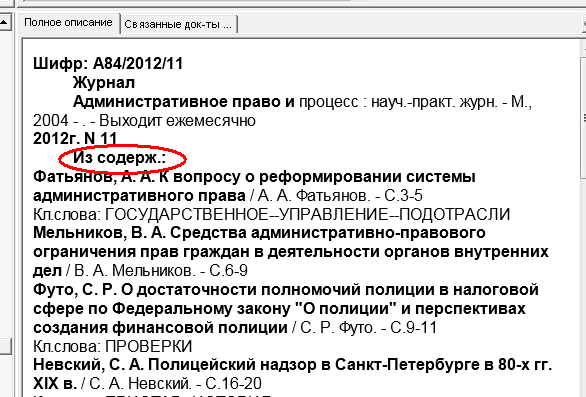 Полное описание
Связанные док-ты ...
Шифр: А84/2012/11
Журнал
Административное право и процесс : науч.-практ. журн. - М.,
2004 - . - Выходит ежемесячно
2012г. N 11
Из содерж.:
Фатьянов, А. А. К вопросу о реформировании системы
административного права / А. А. Фатьянов. - С.3-5
Кл.слова: ГОСУДАРСТВЕННОЕ--УПРАВЛЕНИЕ--ПОДОТРАСЛИ
Мельников, В. А. Средства административно-правового
ограничения прав граждан в деятельности органов внутренних
дел / В. А. Мельников. - С.6-9
Футо, С. Р. О достаточности полномочий полиции в налоговой
сфере по Федеральному закону "О полиции" и перспективах
создания финансовой полиции / С. Р. Футо. - С.9-11
Кл.слова: ПРОВЕРКИ
Невский, С. А. Полицейский надзор в Санкт-Петербурге в 80-х гг.
XIX в. / С. А. Невский. - С.16-20